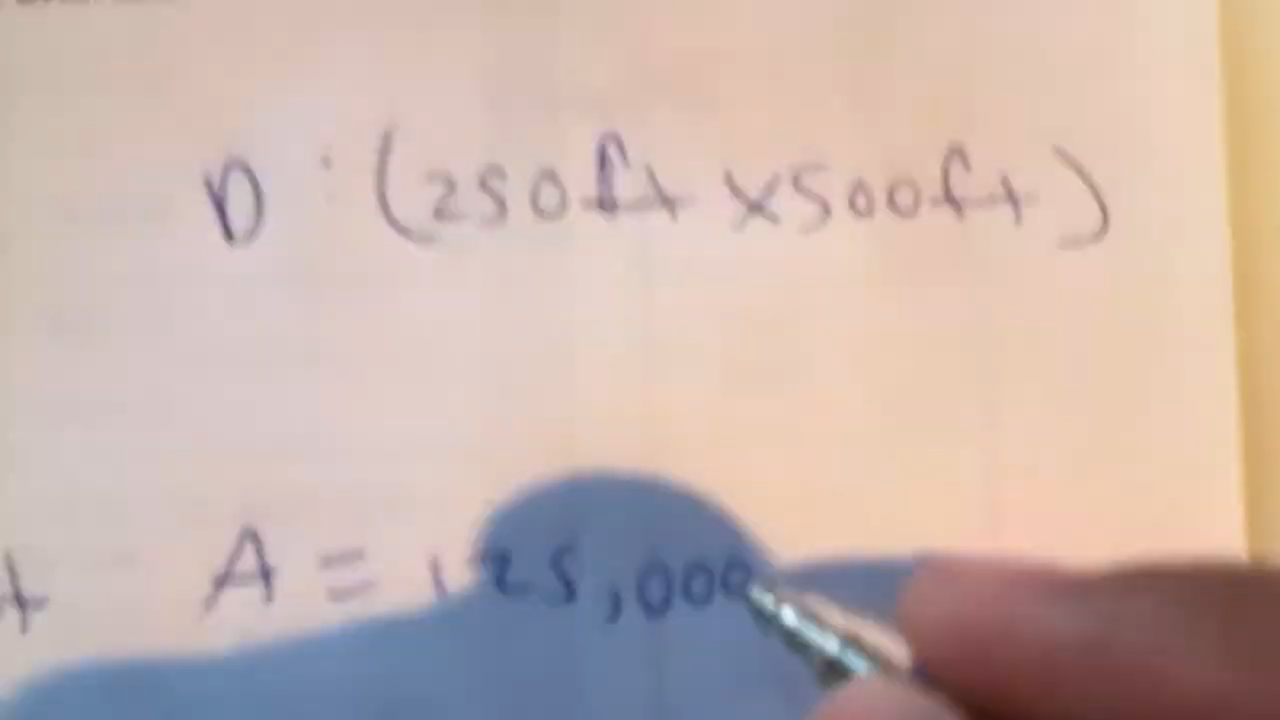 D : (250ft x 500ft)
A = 125,000